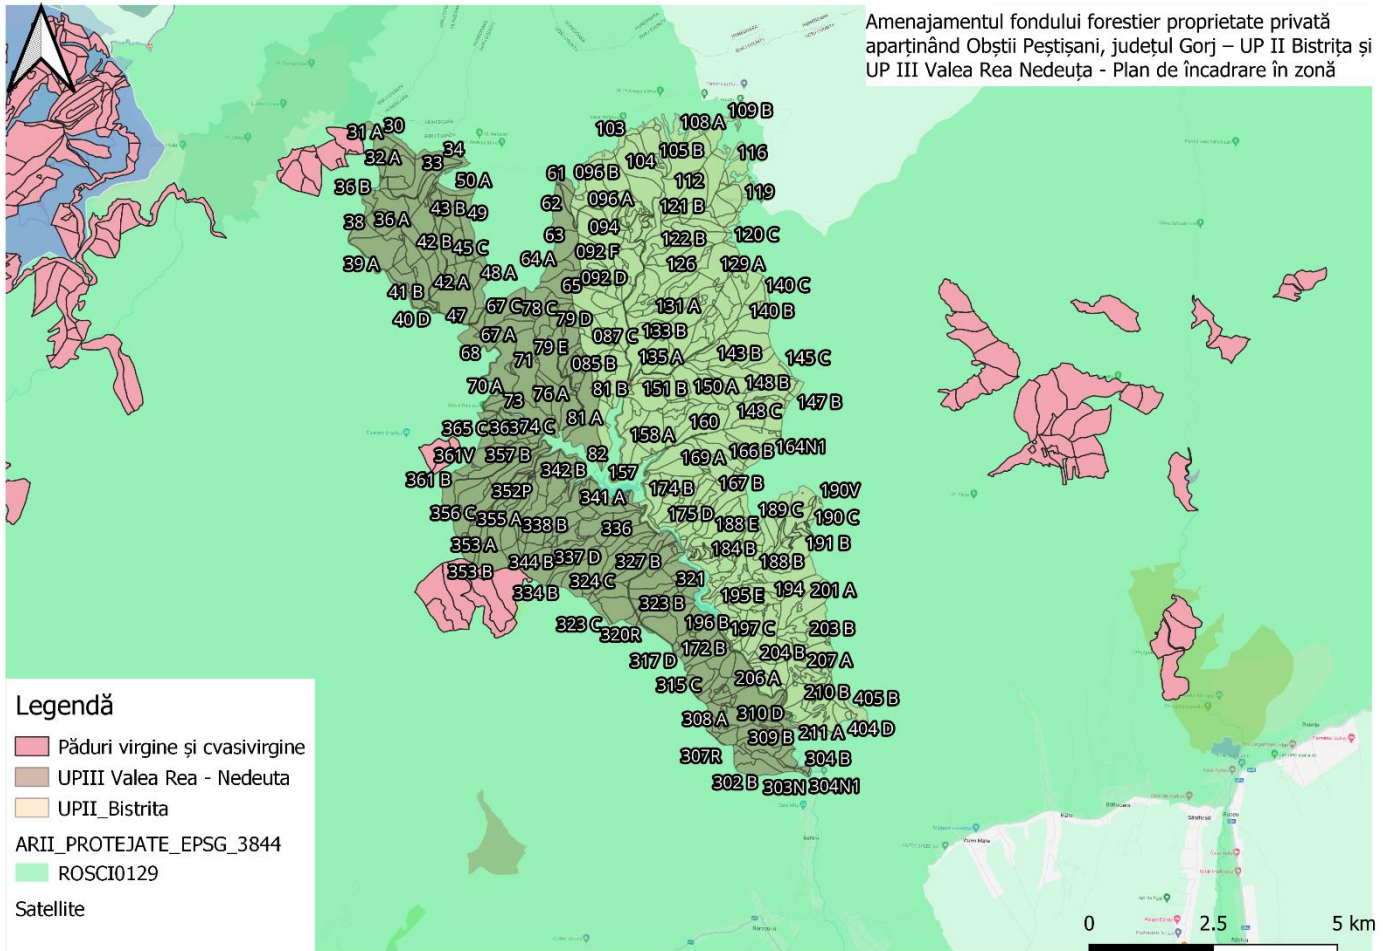 Amenajamentul fondului forestier proprietate privată
aparținând Obștii Peștișani, județul Gorj – UP II Bistrița și
UP III Valea Rea Nedeuța - Plan de încadrare în zonă
109 B
108 A
103
31 A 30
105 B
34
104
116
32 A
33
61 096 B
50 A
112
36 B
119
62
096 A
43 B 49
121 B
38 36 A
094
63
120 C
122 B
42 B 45 C
092 F
64 A
39 A
126
129 A
48 A
092 D
65
42 A
140 C
41 B
67 C 78 C
131 A
140 B
40 D 47
79 D
133 B
67 A
087 C
79 E
68
143 B
71
135 A
145 C
085 B
70 A
81 B 151 B 150 A 148 B
76 A
73
147 B
148 C
81 A
160
365 C
374 C
158 A
164N1
361V 357 B
82
169 A 166 B
342 B
157
361 B
167 B
352P
174 B
190V
341 A
356 C
189 C
355 A
175 D
190 C
338 B
336
188 E
353 A
191 B
184 B
344 B 337 D 327 B
188 B
353 B
324 C
321
334 B
195 E 194 201 A
323 B
323 C
196 B
197 C
203 B
320R
172 B
204 B
317 D
207 A
206 A
315 C
210 B 405 B
308 A 310 D
211 A 404 D
309 B
307R
304 B
302 B 303N 304N1
Legendă
Păduri virgine și cvasivirgine
UPIII Valea Rea - Nedeuta
UPII_Bistrita
ARII_PROTEJATE_EPSG_3844
ROSCI0129
Satellite
0 2.5 5 km